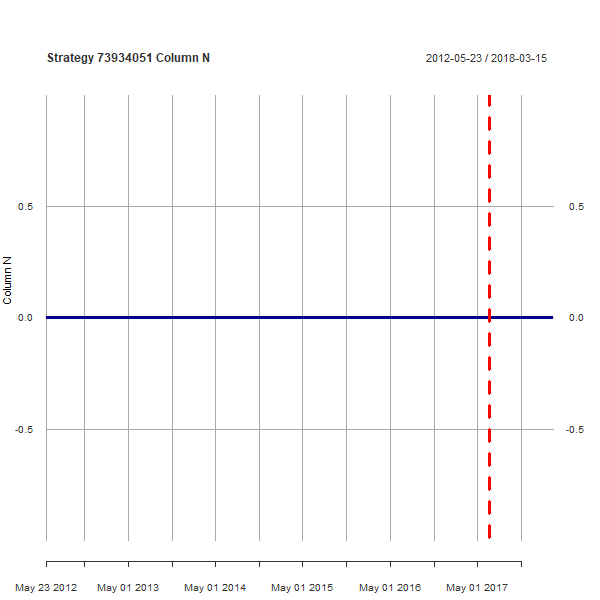 Strategy 73934051 Column N
2012-05-23 / 2018-03-15
0.5
0.5
Column N
0.0
0.0
-0.5
-0.5
May 23 2012
May 01 2013
May 01 2014
May 01 2015
May 01 2016
May 01 2017